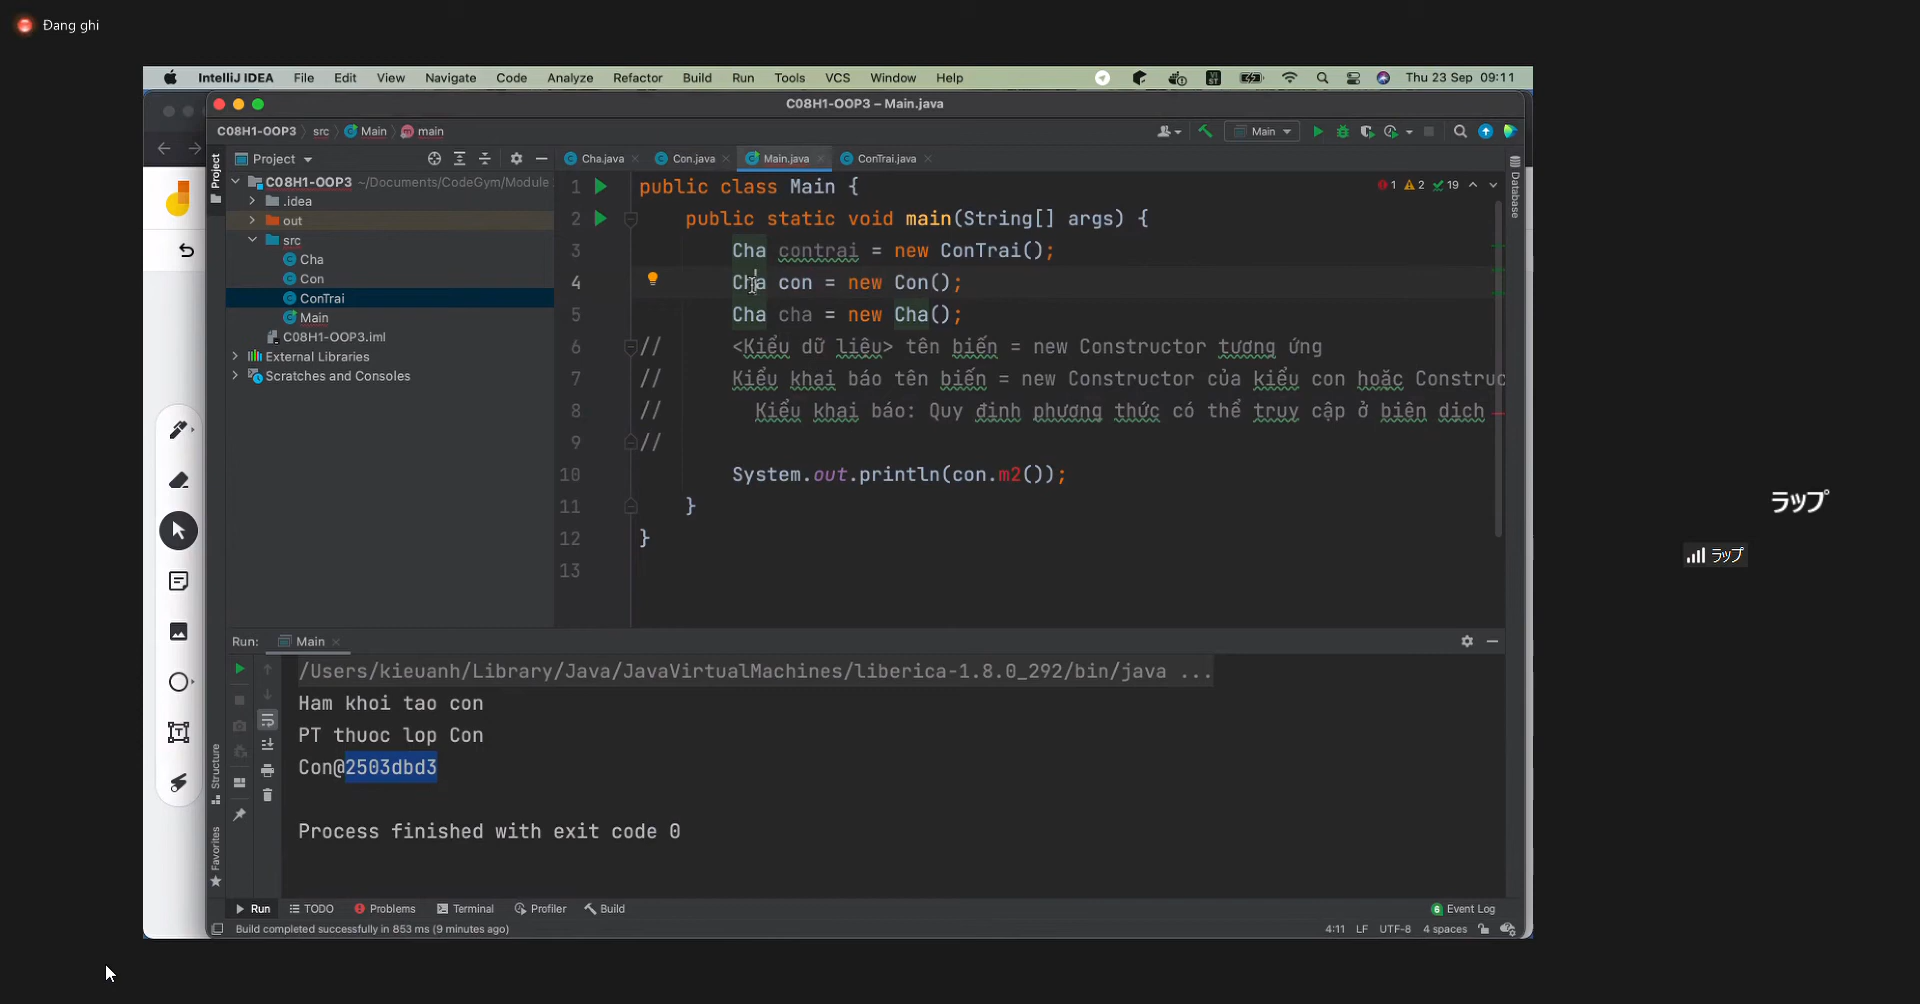 Đang ghi
IntelliJ IDEA File Edit View Navigate Code Analyze Refactor Build Run Tools VCS Window Help Thu 23 Sep 09:11
C08H1-OOP3 – Main.java
C08H1-OOP3 src Main main Main
Project Project Cha.java Con.java Main.java ConTrai.java
C08H1-OOP3 ~/Documents/CodeGym/Module
.idea
out
src
Cha
Con
ConTrai
Main
C08H1-OOP3.iml
External Libraries
Scratches and Consoles
1 2 19
Database
1 public class Main {
2 public static void main(String[] args) {
3 Cha contrai = new ConTrai();
4 Cha con = new Con();
5 Cha cha = new Cha();
6 // <Kiểu dữ liêu> tên biến = new Constructor tương ứng
7 // Kiểu khai báo tên biến = new Constructor của kiểu con hoặc Construc
8 // Kiểu khai báo: Quy đinh phương thức có thể truy cập ở biên dich
9 //
10 System.out.println(con.m2());
11 }
12 }
13
ラップ
ラップ
Run: Main
/Users/kieuanh/Library/Java/JavaVirtualMachines/liberica-1.8.0_292/bin/java ...
Ham khoi tao con
PT thuoc lop Con
Con@2503dbd3
Process finished with exit code 0
Structure
Favorites
Run TODO Problems Terminal Profiler Build 6 Event Log
Build completed successfully in 853 ms (9 minutes ago) 4:11 LF UTF-8 4 spaces